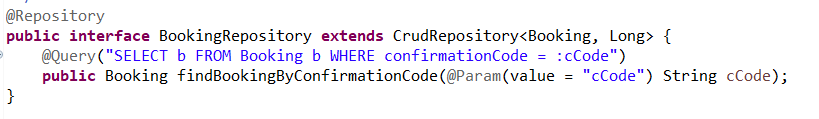 @Repository
public interface BookingRepository extends CrudRepository<Booking, Long> {
@Query("SELECT b FROM Booking b WHERE confirmationCode = :cCode")
public Booking findBookingByConfirmationCode(@Param(value = "cCode") String cCode);
}